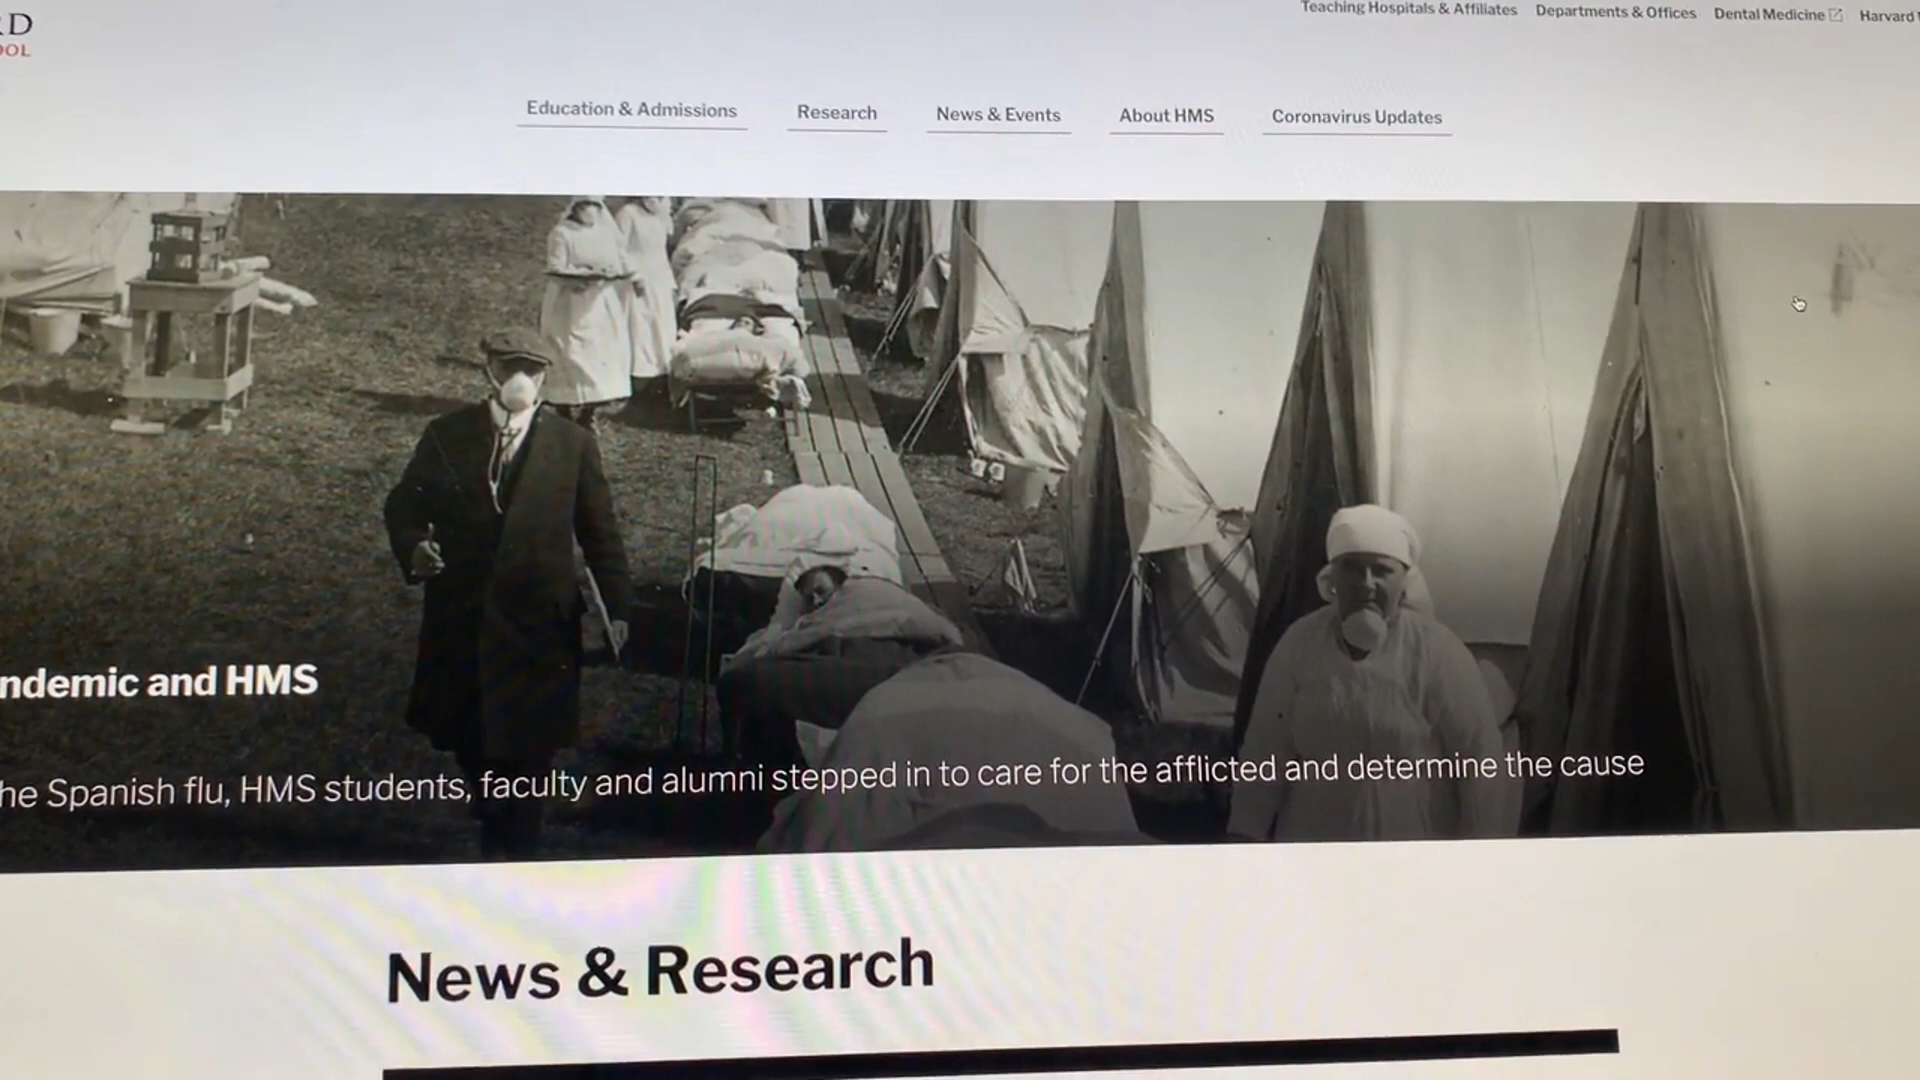 RD
OOL
Teaching Hospitals & Affiliates Departments & Offices Dental Medicine Harvard
Education & Admissions Research News & Events About HMS Coronavirus Updates
ndemic and HMS
he Spanish flu, HMS students, faculty and alumni stepped in to care for the afflicted and determine the cause
News & Research